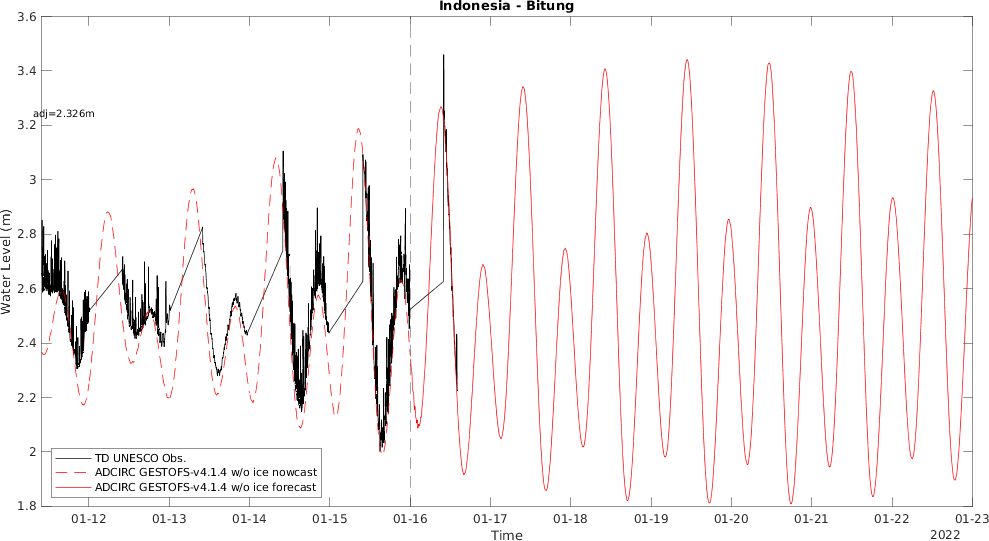 Indonesia - Bitung
3.6
3.4
adj=2.326m
3.2
3
2.8
2.6
2.4
2.2
2
1.8
Water Level (m)
TD UNESCO Obs.
ADCIRC GESTOFS-v4.1.4 w/o ice nowcast
ADCIRC GESTOFS-v4.1.4 w/o ice forecast
01-12 01-13 01-14 01-15 01-16 01-17 01-18 01-19 01-20 01-21 01-22 01-23
Time
2022